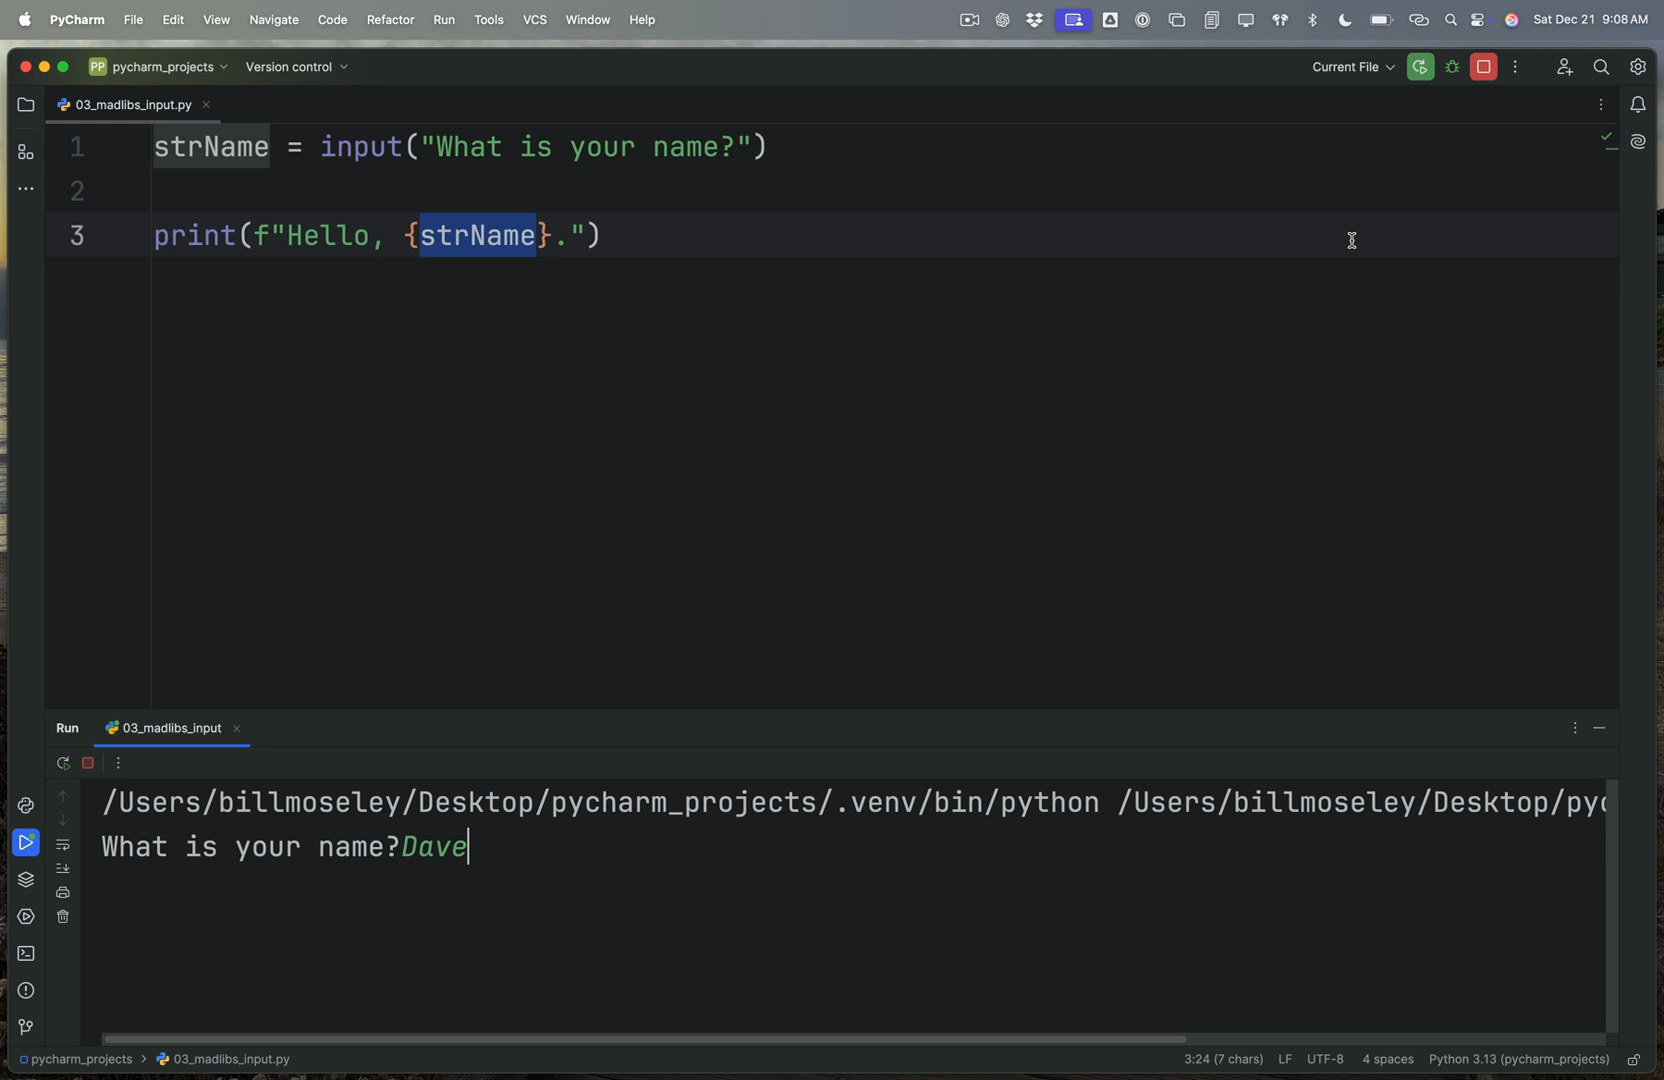 PyCharm File Edit View Navigate Code Refactor Run Tools VCS Window Help Sat Dec 21 9:08 AM
PP pycharm_projects Version control Current File
03_madlibs_input.py
1 strName = input("What is your name?")
2
3 print(f"Hello, {strName}.")
Run 03_madlibs_input
/Users/billmoseley/Desktop/pycharm_projects/.venv/bin/python /Users/billmoseley/Desktop/pyc
What is your name?Dave
pycharm_projects > 03_madlibs_input.py 3:24 (7 chars) LF UTF-8 4 spaces Python 3.13 (pycharm_projects)